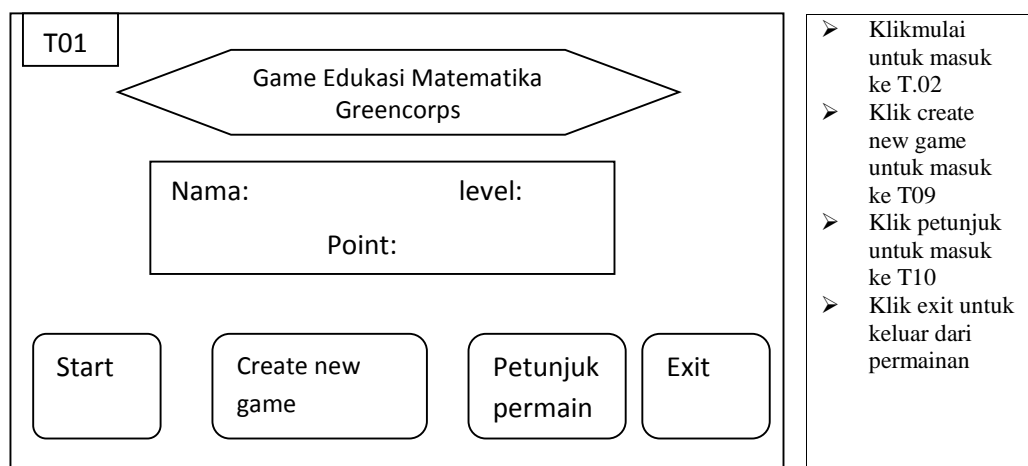 T01
Game Edukasi Matematika
Greencorps
Nama: level:
Point:
Start
Create new
game
Petunjuk
permain
Exit
➢ Klikmulai
untuk masuk
ke T.02
➢ Klik create
new game
untuk masuk
ke T09
➢ Klik petunjuk
untuk masuk
ke T10
➢ Klik exit untuk
keluar dari
permainan